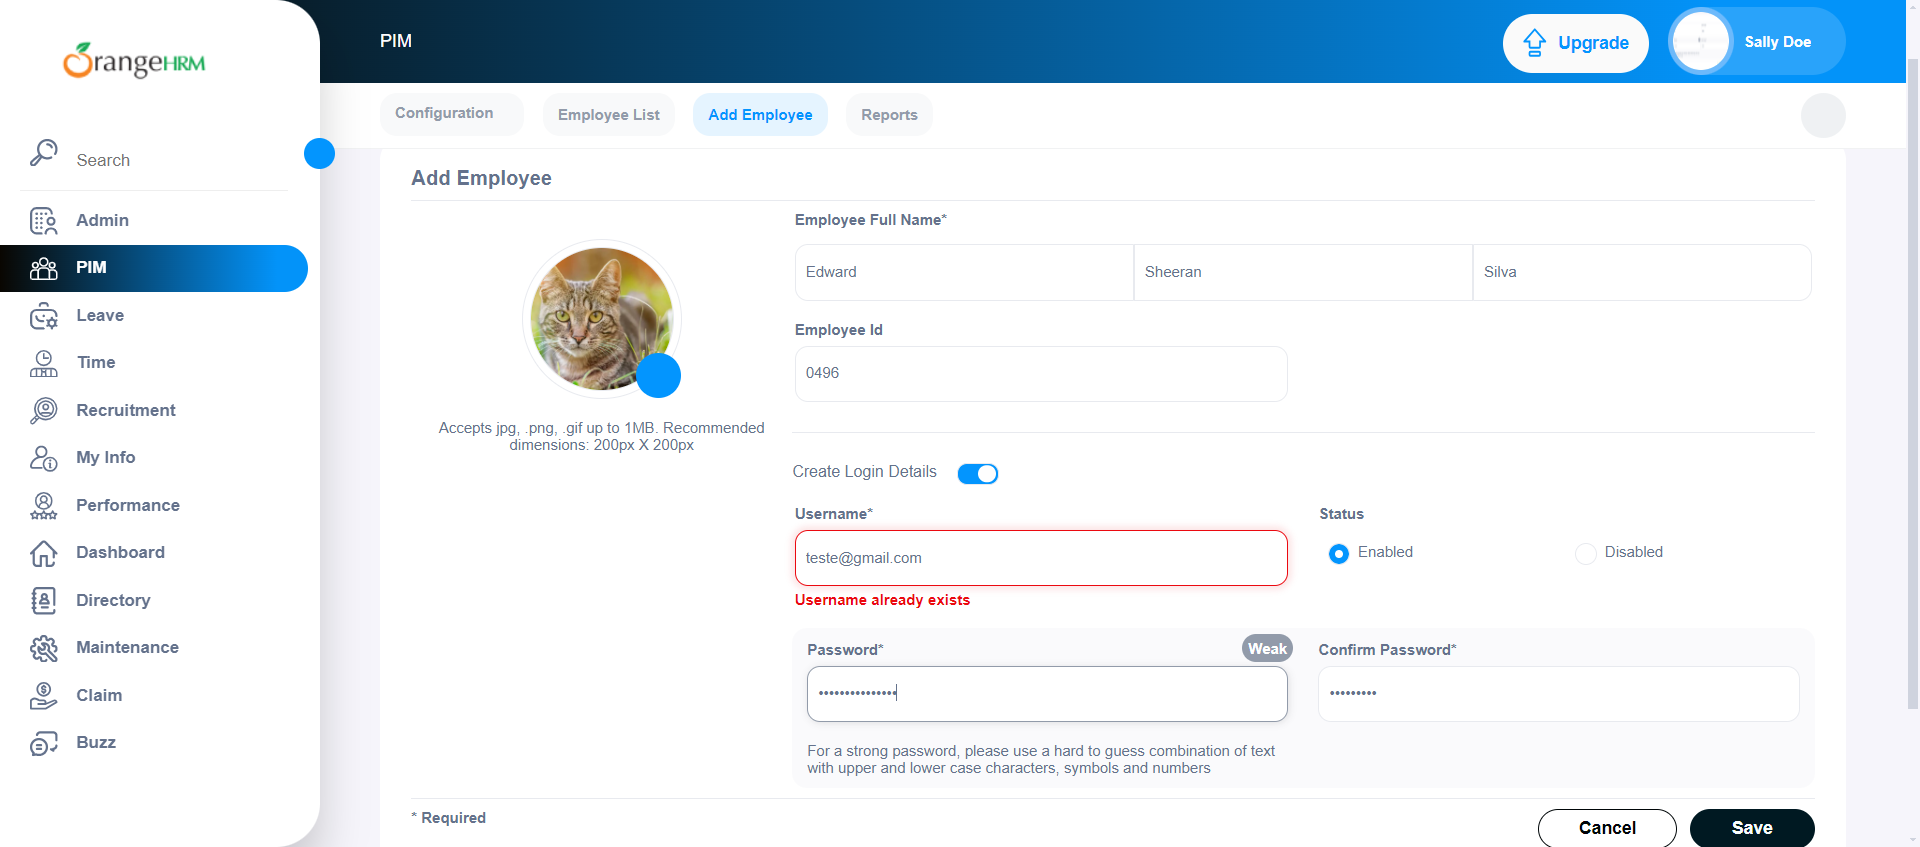 OrangeHRM
PIM
Upgrade
Sally Doe
Configuration
Employee List
Add Employee
Reports
Search
Admin
PIM
Leave
Time
Recruitment
My Info
Performance
Dashboard
Directory
Maintenance
Claim
Buzz
Add Employee
Accepts jpg, .png, .gif up to 1MB. Recommended
dimensions: 200px X 200px
Employee Full Name*
Edward
Sheeran
Silva
Employee Id
0496
Create Login Details
Username*
teste@gmail.com
Username already exists
Status
Enabled
Disabled
Password*
Weak
•••••••••••••••
Confirm Password*
•••••••••
For a strong password, please use a hard to guess combination of text
with upper and lower case characters, symbols and numbers
* Required
Cancel
Save